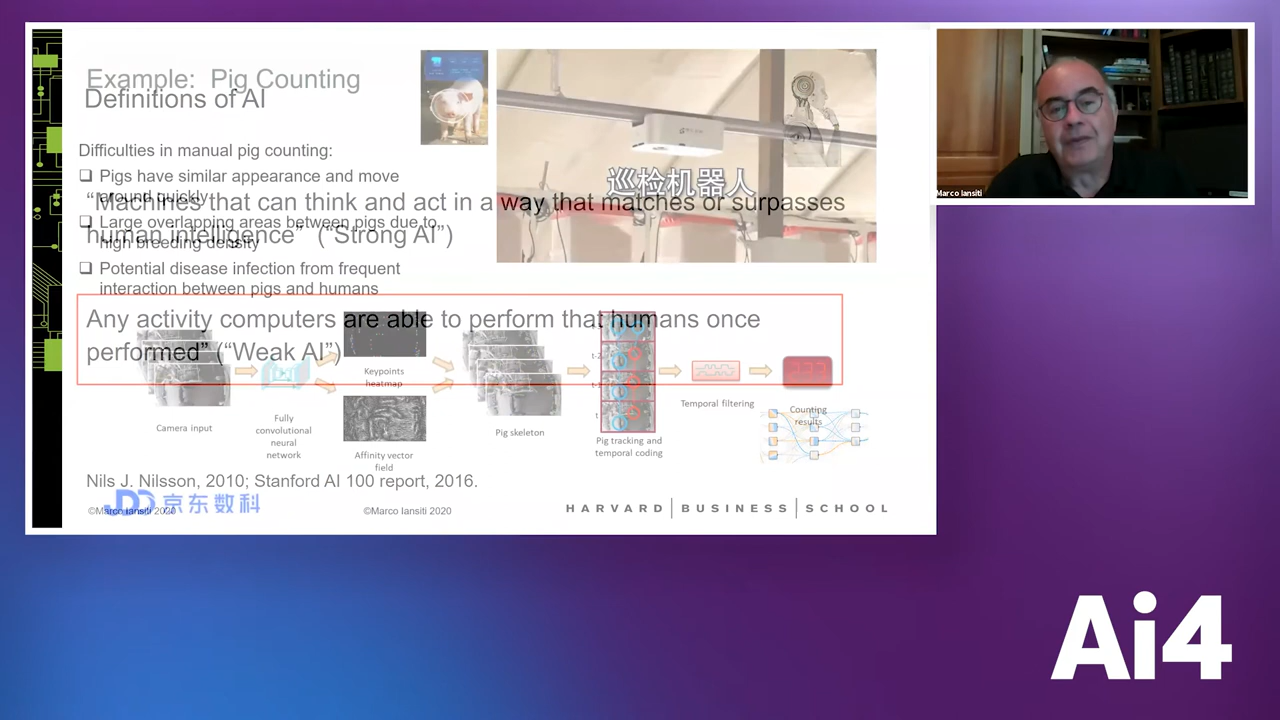 Example: Pig Counting
Definitions of AI
Difficulties in manual pig counting:
❑ Pigs have similar appearance and move
around quickly
“Machines that can think and act in a way that matches or surpasses
❑ Large overlapping areas between pigs due to
high breeding density
human intelligence” (“Strong AI”)
❑ Potential disease infection from frequent
interaction between pigs and humans
巡检机器人
Any activity computers are able to perform that humans once
performed” (“Weak AI”)
Camera input
Fully
convolutional
neural
network
Keypoints
heatmap
Affinity vector
field
Pig skeleton
t-2
t-1
t
Pig tracking and
temporal coding
Temporal filtering
Counting
results
Nils J. Nilsson, 2010; Stanford AI 100 report, 2016.
JD 京东数科
©Marco Iansiti 2020
©Marco Iansiti 2020
HARVARD BUSINESS SCHOOL
Marco Iansiti
Ai4